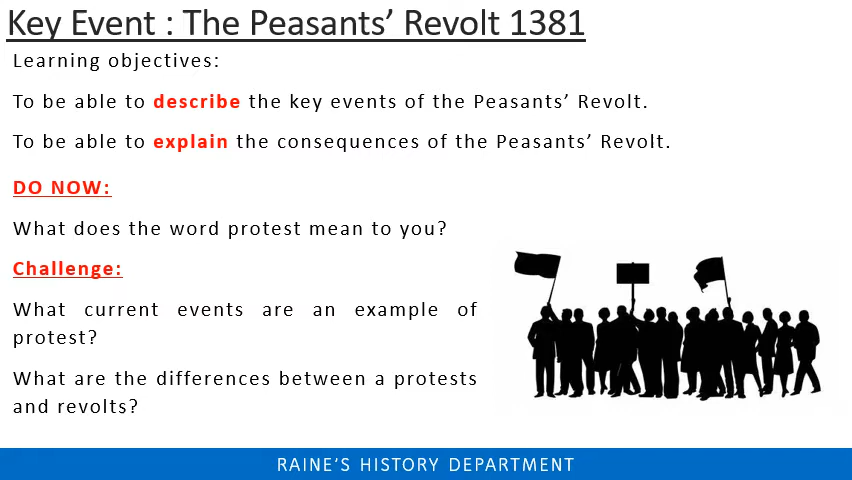 Key Event : The Peasants’ Revolt 1381
Learning objectives:
To be able to describe the key events of the Peasants’ Revolt.
To be able to explain the consequences of the Peasants’ Revolt.
DO NOW:
What does the word protest mean to you?
Challenge:
What current events are an example of
protest?
What are the differences between a protests
and revolts?
RAINE’S HISTORY DEPARTMENT